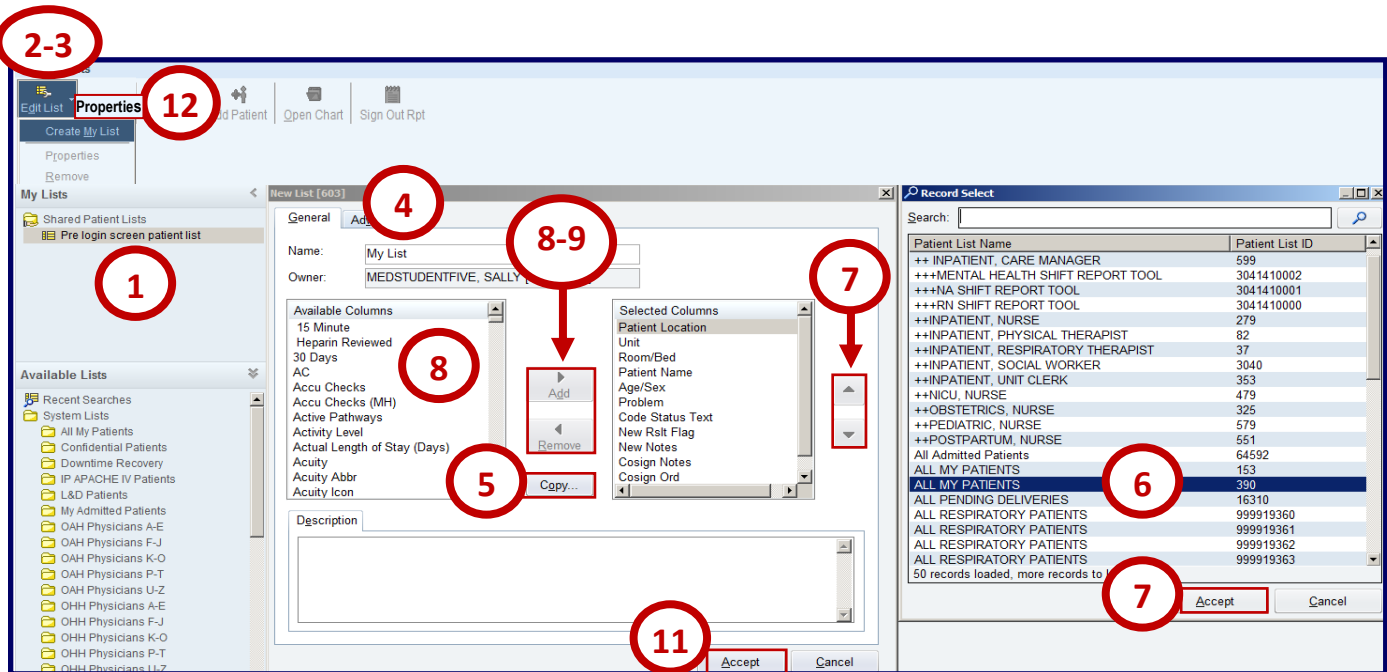 2-3
Edit List
Properties
12
Patient
Open Chart
Sign Out Rpt
Create My List
Properties
Remove
My Lists
Shared Patient Lists
Pre login screen patient list
1
Available Lists
Recent Searches
System Lists
All My Patients
Confidential Patients
Downtime Recovery
IP APACHE IV Patients
L&D Patients
My Admitted Patients
OAH Physicians A-E
OAH Physicians F-J
OAH Physicians K-O
OAH Physicians P-T
OAH Physicians U-Z
OHH Physicians A-E
OHH Physicians F-J
OHH Physicians K-O
OHH Physicians P-T
OHH Physicians U-Z
New List [603]
General
4
Name: My List
Owner: MEDSTUDENTFIVE, SALLY
8-9
7
Available Columns
15 Minute
Heparin Reviewed
30 Days
AC
Accu Checks
Accu Checks (MH)
Active Pathways
Activity Level
Actual Length of Stay (Days)
Acuity
Acuity Abbr
Acuity Icon
8
Add
Remove
5
Copy...
Selected Columns
Patient Location
Unit
Room/Bed
Patient Name
Age/Sex
Problem
Code Status Text
New Rslt Flag
New Notes
Cosign Notes
Cosign Ord
Description
11
Accept
Cancel
Record Select
Search:
Patient List Name Patient List ID
++ INPATIENT, CARE MANAGER 599
+++MENTAL HEALTH SHIFT REPORT TOOL 3041410002
+++NA SHIFT REPORT TOOL 3041410001
+++RN SHIFT REPORT TOOL 3041410000
++INPATIENT, NURSE 279
++INPATIENT, PHYSICAL THERAPIST 82
++INPATIENT, RESPIRATORY THERAPIST 37
++INPATIENT, SOCIAL WORKER 3040
++INPATIENT, UNIT CLERK 353
++NICU, NURSE 479
++OBSTETRICS, NURSE 325
++PEDIATRIC, NURSE 579
++POSTPARTUM, NURSE 551
All Admitted Patients 64592
ALL MY PATIENTS 153
ALL MY PATIENTS 390
ALL PENDING DELIVERIES 16310
ALL RESPIRATORY PATIENTS 999919360
ALL RESPIRATORY PATIENTS 999919361
ALL RESPIRATORY PATIENTS 999919362
ALL RESPIRATORY PATIENTS 999919363
6
50 records loaded, more records to
7
Accept
Cancel